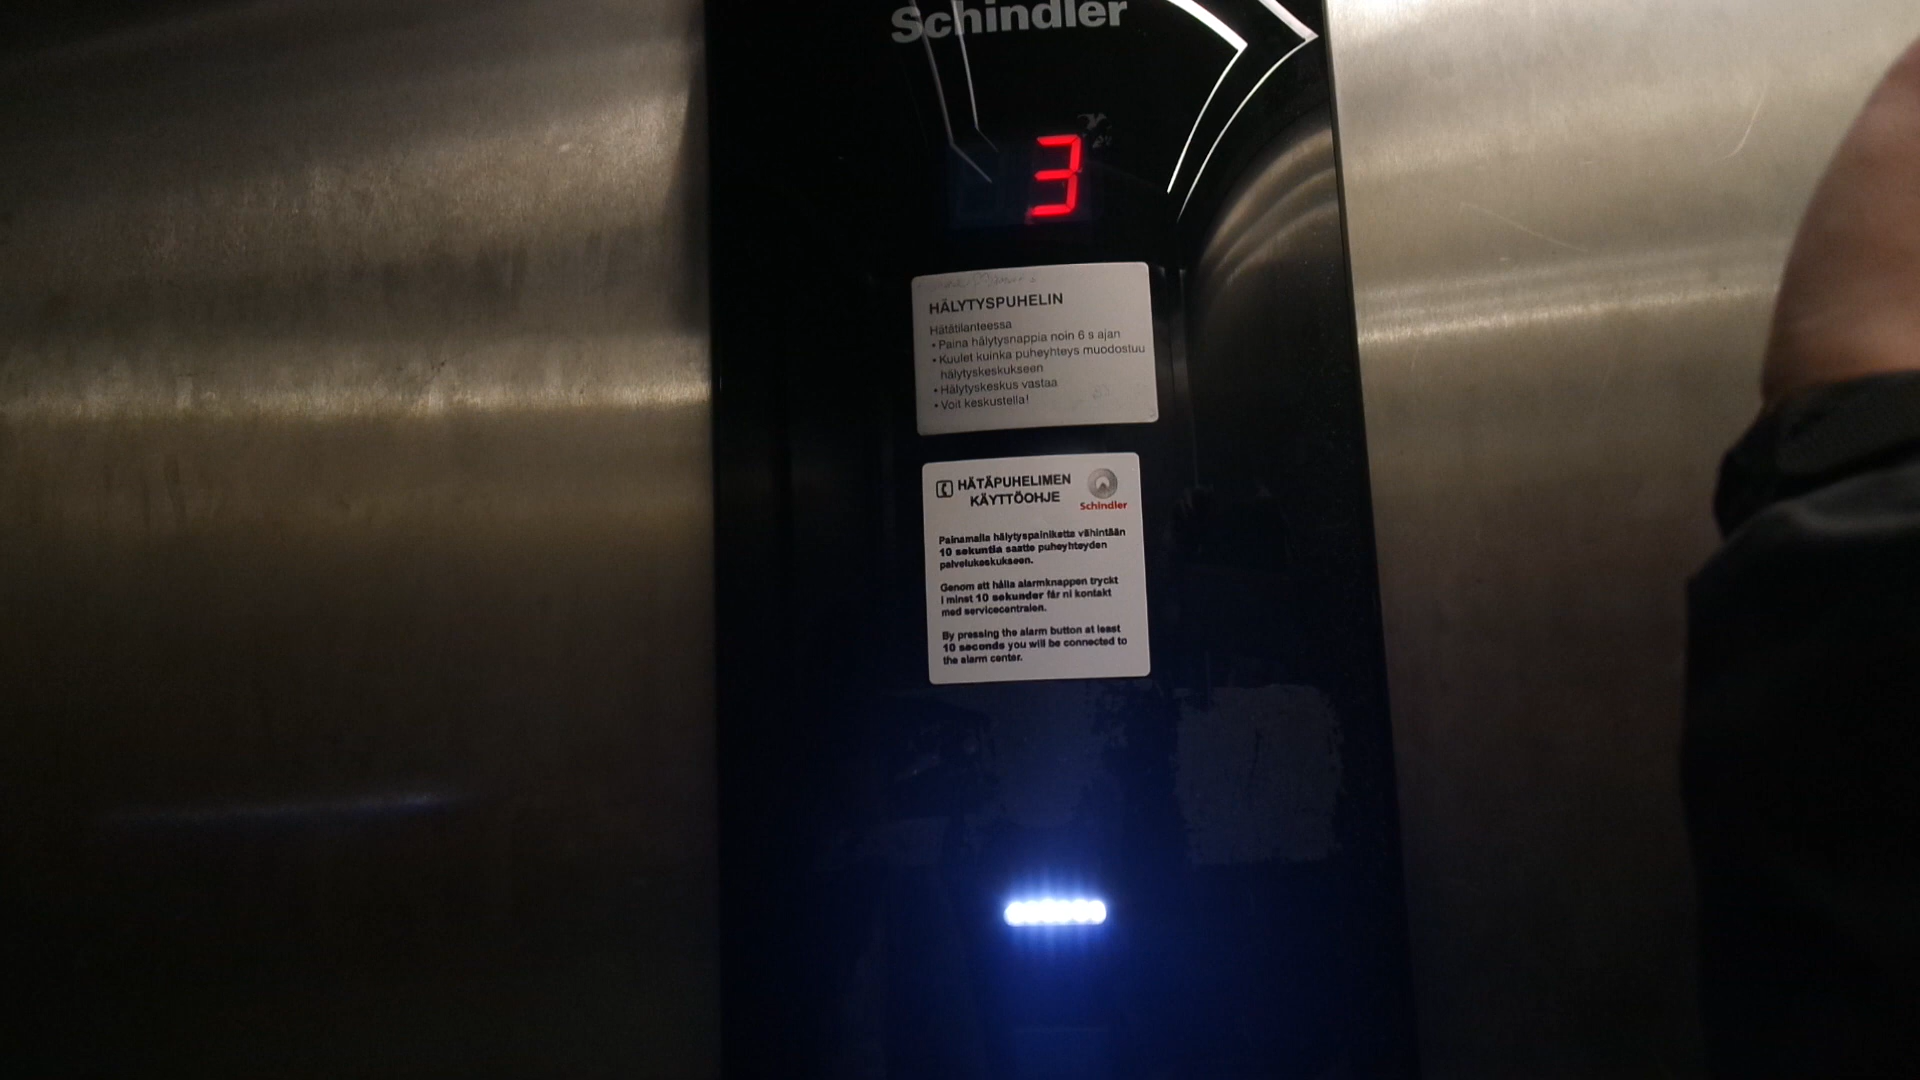 Schindler
3
HÄLYTYSPUHELIN
Hätätilanteessa
• Paina hälytysnappia noin 6 s ajan
• Kuulet kuinka puheyhteys muodostuu
hälytyskeskukseen
• Hälytyskeskus vastaa
• Voit keskustella!
HÄTÄPUHELIMEN
KÄYTTÖOHJE
Schindler
Painamalla hälytyspainiketta vähintään
10 sekuntia saatte puheyhteyden
palvelukeskukseen.
Genom att hålla alarmknappen tryckt
i minst 10 sekunder får ni kontakt
med servicecentralen.
By pressing the alarm button at least
10 seconds you will be connected to
the alarm center.